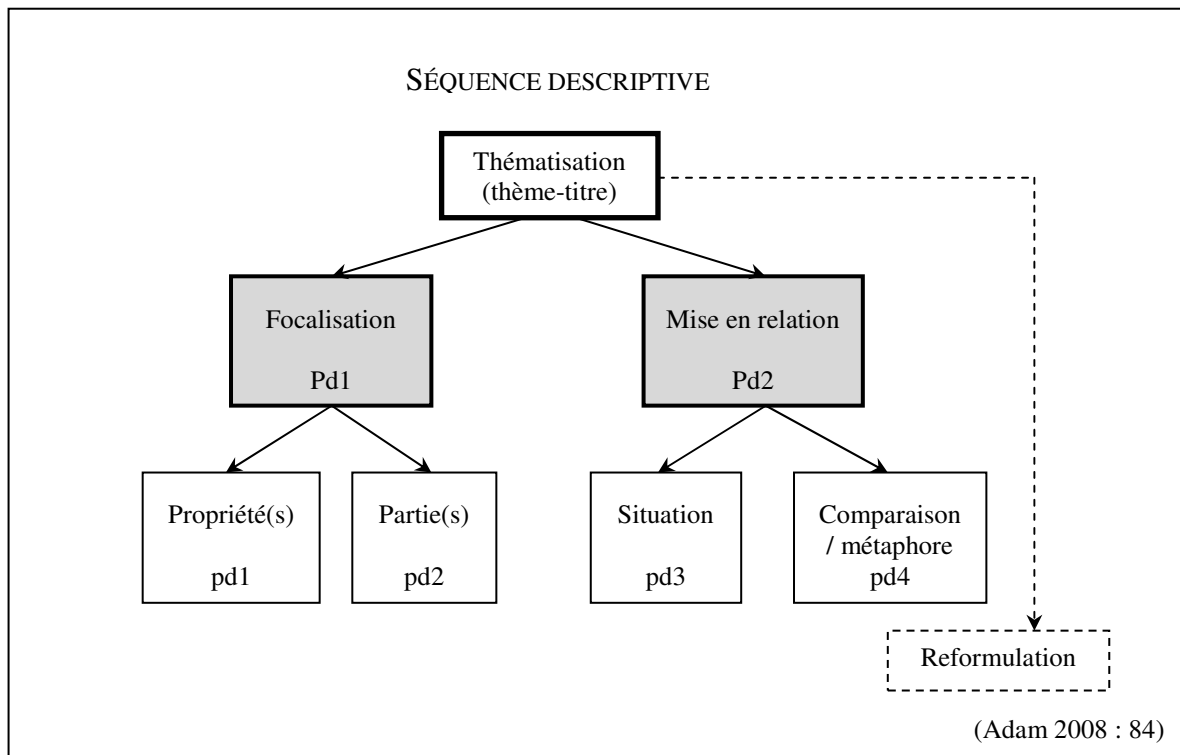 SÉQUENCE DESCRIPTIVE
Thématisation
(thème-titre)
Focalisation
Pd1
Mise en relation
Pd2
Propriété(s)
pd1
Partie(s)
pd2
Situation
pd3
Comparaison
/ métaphore
pd4
Reformulation
(Adam 2008 : 84)